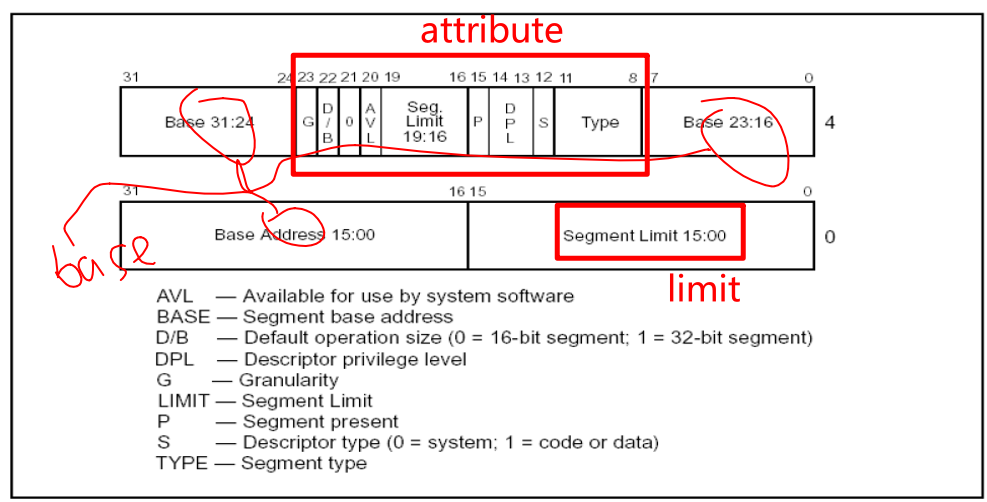 attribute
31 24 23 22 21 20 19 16 15 14 13 12 11 8 7 0
Base 31:24 G D/B 0 AVL Seg. Limit 19:16 P DPL S Type Base 23:16 4
31 16 15 0
Base Address 15:00 Segment Limit 15:00 0
base
limit
AVL — Available for use by system software
BASE — Segment base address
D/B — Default operation size (0 = 16-bit segment; 1 = 32-bit segment)
DPL — Descriptor privilege level
G — Granularity
LIMIT — Segment Limit
P — Segment present
S — Descriptor type (0 = system; 1 = code or data)
TYPE — Segment type